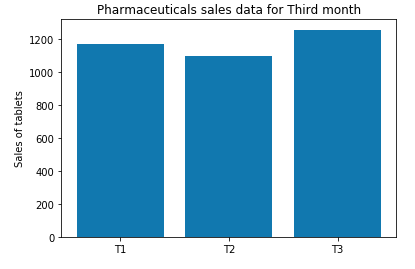 Pharmaceuticals sales data for Third month
1200
1000
800
600
400
200
0
Sales of tablets
T1 T2 T3